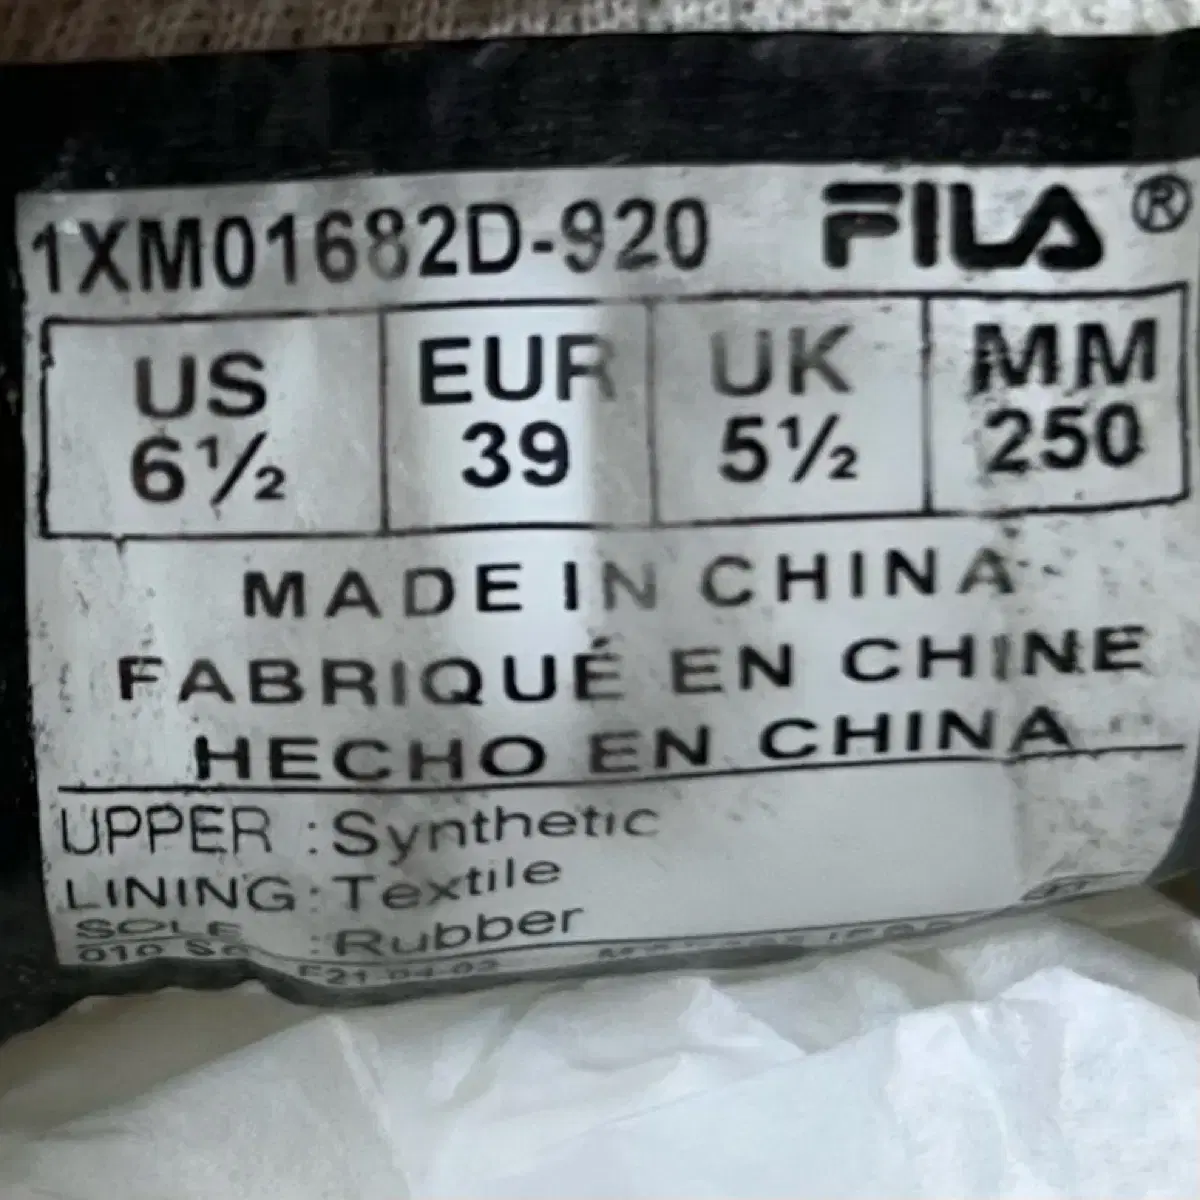 1XM01682D-920 FILA®
US EUR UK MM
6½ 39 5½ 250
MADE IN CHINA
FABRIQUÉ EN CHINE
HECHO EN CHINA
UPPER :Synthetic
LINING:Textile
SOLE :Rubber
010